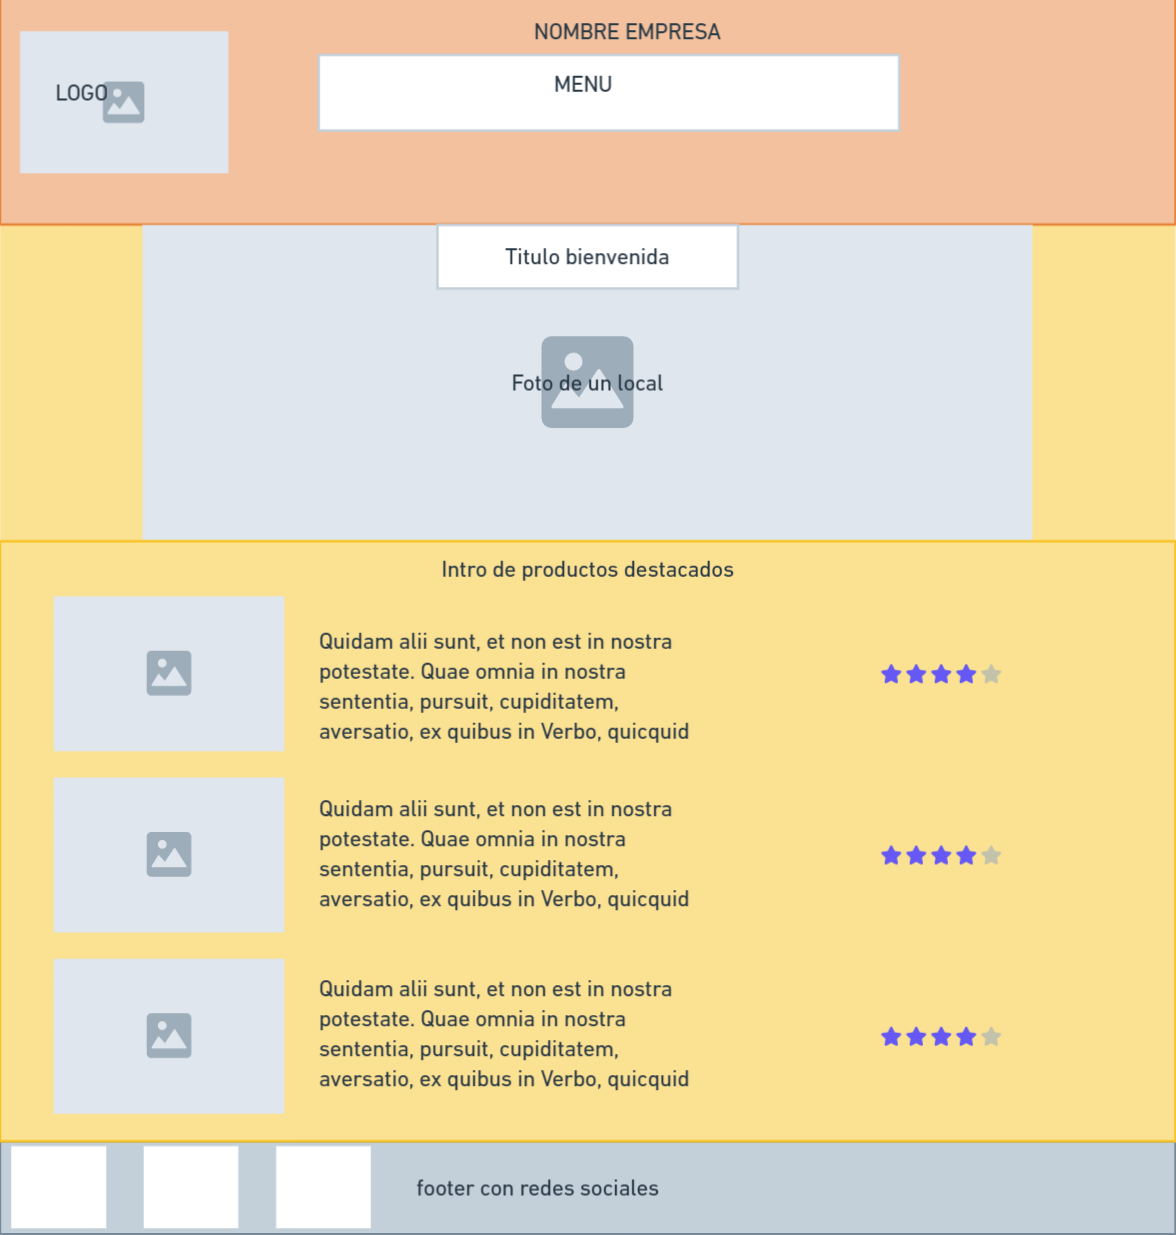 NOMBRE EMPRESA
LOGO
MENU
Titulo bienvenida
Foto de un local
Intro de productos destacados
Quidam alii sunt, et non est in nostra
potestate. Quae omnia in nostra
sententia, pursuit, cupiditatem,
aversatio, ex quibus in Verbo, quicquid
Quidam alii sunt, et non est in nostra
potestate. Quae omnia in nostra
sententia, pursuit, cupiditatem,
aversatio, ex quibus in Verbo, quicquid
Quidam alii sunt, et non est in nostra
potestate. Quae omnia in nostra
sententia, pursuit, cupiditatem,
aversatio, ex quibus in Verbo, quicquid
footer con redes sociales